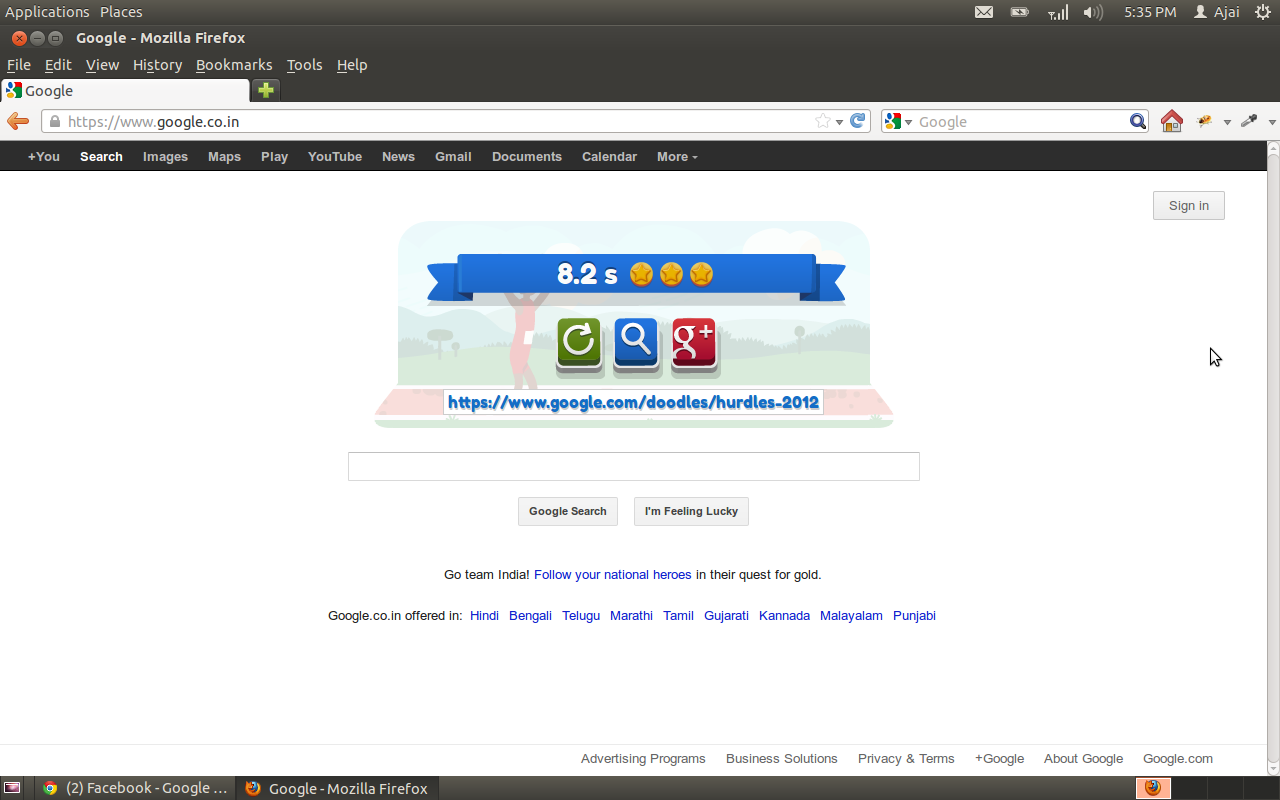 Applications Places 5:35 PM Ajai
Google - Mozilla Firefox
File Edit View History Bookmarks Tools Help
Google
https://www.google.co.in Google
+You Search Images Maps Play YouTube News Gmail Documents Calendar More
Sign in
8.2 s
g+
https://www.google.com/doodles/hurdles-2012
Google Search I'm Feeling Lucky
Go team India! Follow your national heroes in their quest for gold.
Google.co.in offered in: Hindi Bengali Telugu Marathi Tamil Gujarati Kannada Malayalam Punjabi
Advertising Programs Business Solutions Privacy & Terms +Google About Google Google.com
(2) Facebook - Google ... Google - Mozilla Firefox